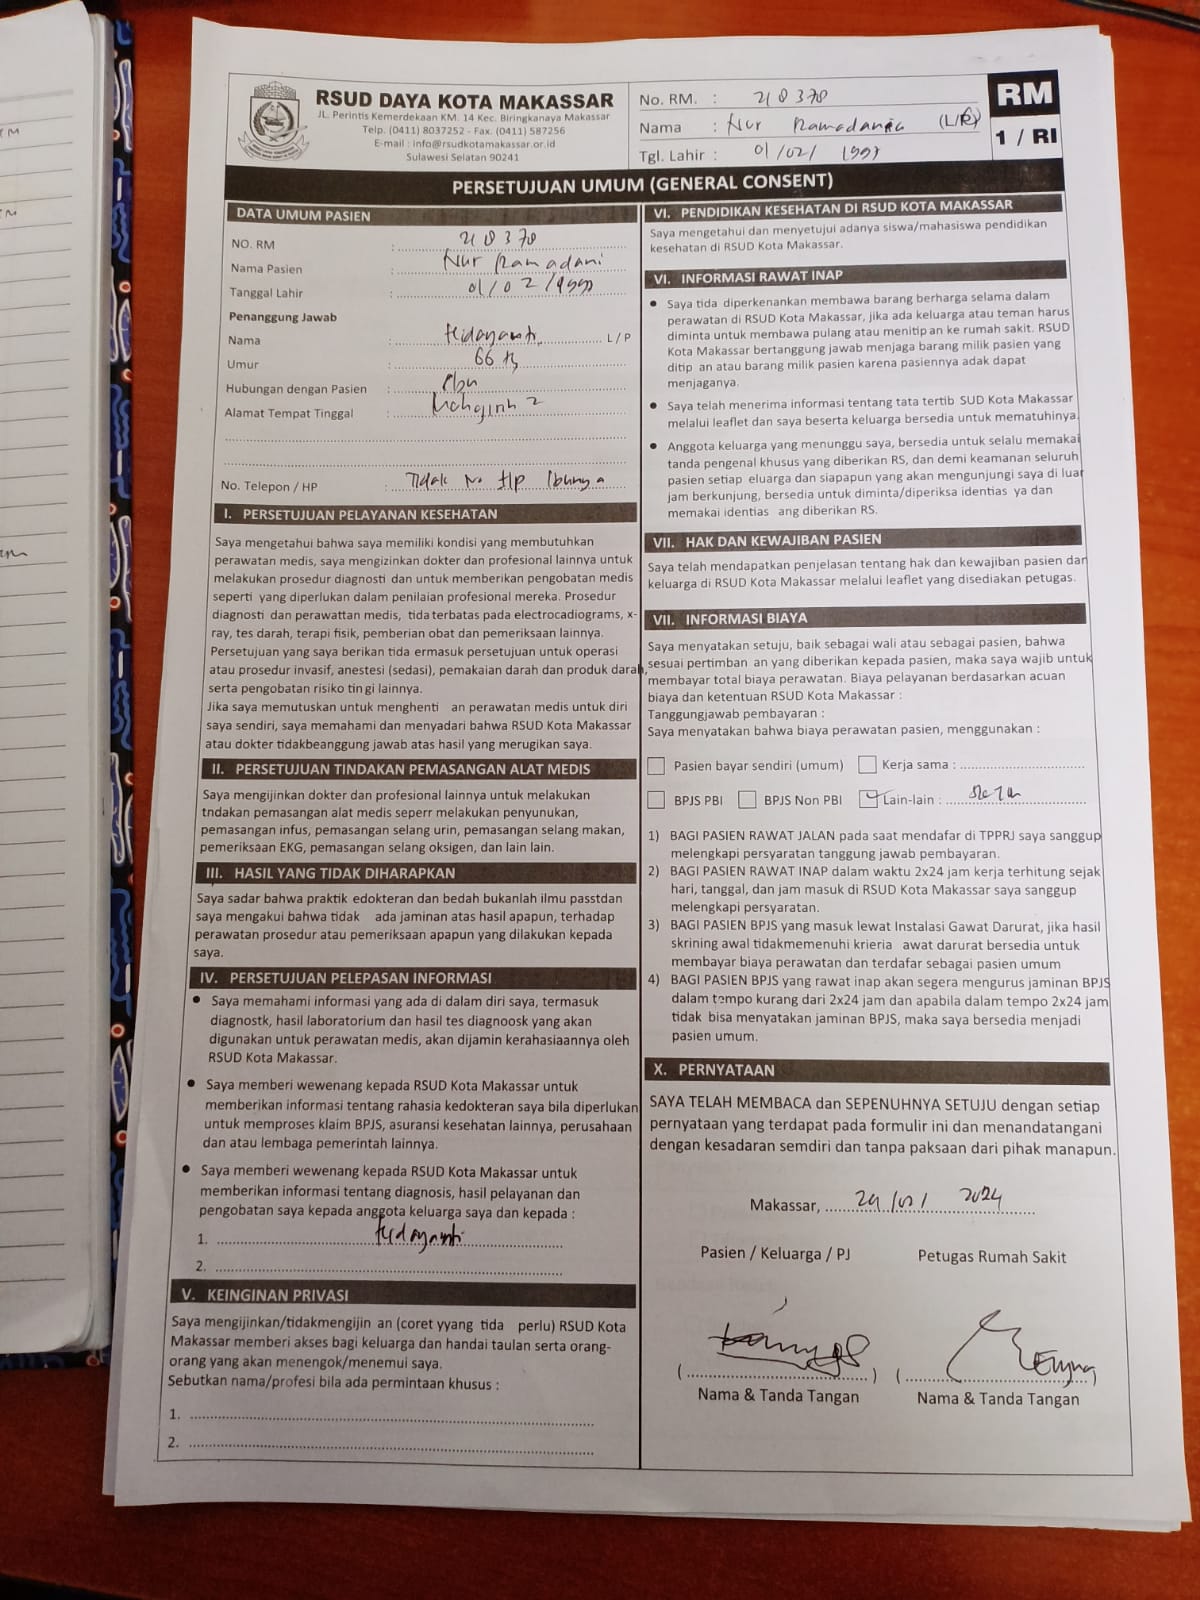 RSUD DAYA KOTA MAKASSAR
JL. Perintis Kemerdekaan KM. 14 Kec. Biringkanaya Makassar
Telp. (0411) 8037252 - Fax. (0411) 587256
E-mail : info@rsudkotamakassar.or.id
Sulawesi Selatan 90241
No. RM. : 218378
Nama : Nur Ramadania (L/P)
Tgl. Lahir : 01/02/1997
RM
1 / RI
PERSETUJUAN UMUM (GENERAL CONSENT)
DATA UMUM PASIEN
NO. RM : 218378
Nama Pasien : Nur Ramadani
Tanggal Lahir : 01/02/1997
Penanggung Jawab
Nama : Hidayanti L / P
Umur : 66 th
Hubungan dengan Pasien : Ibu
Alamat Tempat Tinggal :
No. Telepon / HP : Tidak No Hp Ibunya
I. PERSETUJUAN PELAYANAN KESEHATAN
Saya mengetahui bahwa saya memiliki kondisi yang membutuhkan
perawatan medis, saya mengizinkan dokter dan profesional lainnya untuk
melakukan prosedur diagnosti dan untuk memberikan pengobatan medis
seperti yang diperlukan dalam penilaian profesional mereka. Prosedur
diagnosti dan perawattan medis, tida terbatas pada electrocadiograms, x-
ray, tes darah, terapi fisik, pemberian obat dan pemeriksaan lainnya.
Persetujuan yang saya berikan tida ermasuk persetujuan untuk operasi
atau prosedur invasif, anestesi (sedasi), pemakaian darah dan produk darah,
serta pengobatan risiko tin gi lainnya.
Jika saya memutuskan untuk menghenti an perawatan medis untuk diri
saya sendiri, saya memahami dan menyadari bahwa RSUD Kota Makassar
atau dokter tidakbeanggung jawab atas hasil yang merugikan saya.
II. PERSETUJUAN TINDAKAN PEMASANGAN ALAT MEDIS
Saya mengijinkan dokter dan profesional lainnya untuk melakukan
tndakan pemasangan alat medis seperr melakukan penyunukan,
pemasangan infus, pemasangan selang urin, pemasangan selang makan,
pemeriksaan EKG, pemasangan selang oksigen, dan lain lain.
III. HASIL YANG TIDAK DIHARAPKAN
Saya sadar bahwa praktik edokteran dan bedah bukanlah ilmu passtdan
saya mengakui bahwa tidak ada jaminan atas hasil apapun, terhadap
perawatan prosedur atau pemeriksaan apapun yang dilakukan kepada
saya.
IV. PERSETUJUAN PELEPASAN INFORMASI
• Saya memahami informasi yang ada di dalam diri saya, termasuk
diagnostk, hasil laboratorium dan hasil tes diagnoosk yang akan
digunakan untuk perawatan medis, akan dijamin kerahasiaannya oleh
RSUD Kota Makassar.
• Saya memberi wewenang kepada RSUD Kota Makassar untuk
memberikan informasi tentang rahasia kedokteran saya bila diperlukan
untuk memproses klaim BPJS, asuransi kesehatan lainnya, perusahaan
dan atau lembaga pemerintah lainnya.
• Saya memberi wewenang kepada RSUD Kota Makassar untuk
memberikan informasi tentang diagnosis, hasil pelayanan dan
pengobatan saya kepada anggota keluarga saya dan kepada :
1. Hidayanti
2.
V. KEINGINAN PRIVASI
Saya mengijinkan/tidakmengijin an (coret yyang tida perlu) RSUD Kota
Makassar memberi akses bagi keluarga dan handai taulan serta orang-
orang yang akan menengok/menemui saya.
Sebutkan nama/profesi bila ada permintaan khusus :
1.
2.
VI. PENDIDIKAN KESEHATAN DI RSUD KOTA MAKASSAR
Saya mengetahui dan menyetujui adanya siswa/mahasiswa pendidikan
kesehatan di RSUD Kota Makassar.
VI. INFORMASI RAWAT INAP
• Saya tida diperkenankan membawa barang berharga selama dalam
perawatan di RSUD Kota Makassar, jika ada keluarga atau teman harus
diminta untuk membawa pulang atau menitip an ke rumah sakit. RSUD
Kota Makassar bertanggung jawab menjaga barang milik pasien yang
ditip an atau barang milik pasien karena pasiennya adak dapat
menjaganya.
• Saya telah menerima informasi tentang tata tertib SUD Kota Makassar
melalui leaflet dan saya beserta keluarga bersedia untuk mematuhinya.
• Anggota keluarga yang menunggu saya, bersedia untuk selalu memakai
tanda pengenal khusus yang diberikan RS, dan demi keamanan seluruh
pasien setiap eluarga dan siapapun yang akan mengunjungi saya di luar
jam berkunjung, bersedia untuk diminta/diperiksa identias ya dan
memakai identias ang diberikan RS.
VII. HAK DAN KEWAJIBAN PASIEN
Saya telah mendapatkan penjelasan tentang hak dan kewajiban pasien dan
keluarga di RSUD Kota Makassar melalui leaflet yang disediakan petugas.
VII. INFORMASI BIAYA
Saya menyatakan setuju, baik sebagai wali atau sebagai pasien, bahwa
sesuai pertimban an yang diberikan kepada pasien, maka saya wajib untuk
membayar total biaya perawatan. Biaya pelayanan berdasarkan acuan
biaya dan ketentuan RSUD Kota Makassar :
Tanggungjawab pembayaran :
Saya menyatakan bahwa biaya perawatan pasien, menggunakan :
Pasien bayar sendiri (umum) Kerja sama :
BPJS PBI BPJS Non PBI Lain-lain :
1) BAGI PASIEN RAWAT JALAN pada saat mendafar di TPPRJ saya sanggup
melengkapi persyaratan tanggung jawab pembayaran.
2) BAGI PASIEN RAWAT INAP dalam waktu 2x24 jam kerja terhitung sejak
hari, tanggal, dan jam masuk di RSUD Kota Makassar saya sanggup
melengkapi persyaratan.
3) BAGI PASIEN BPJS yang masuk lewat Instalasi Gawat Darurat, jika hasil
skrining awal tidakmemenuhi krieria awat darurat bersedia untuk
membayar biaya perawatan dan terdafar sebagai pasien umum
4) BAGI PASIEN BPJS yang rawat inap akan segera mengurus jaminan BPJS
dalam tempo kurang dari 2x24 jam dan apabila dalam tempo 2x24 jam
tidak bisa menyatakan jaminan BPJS, maka saya bersedia menjadi
pasien umum.
X. PERNYATAAN
SAYA TELAH MEMBACA dan SEPENUHNYA SETUJU dengan setiap
pernyataan yang terdapat pada formulir ini dan menandatangani
dengan kesadaran semdiri dan tanpa paksaan dari pihak manapun.
Makassar, 24/02/2024
Pasien / Keluarga / PJ Petugas Rumah Sakit
Nama & Tanda Tangan Nama & Tanda Tangan